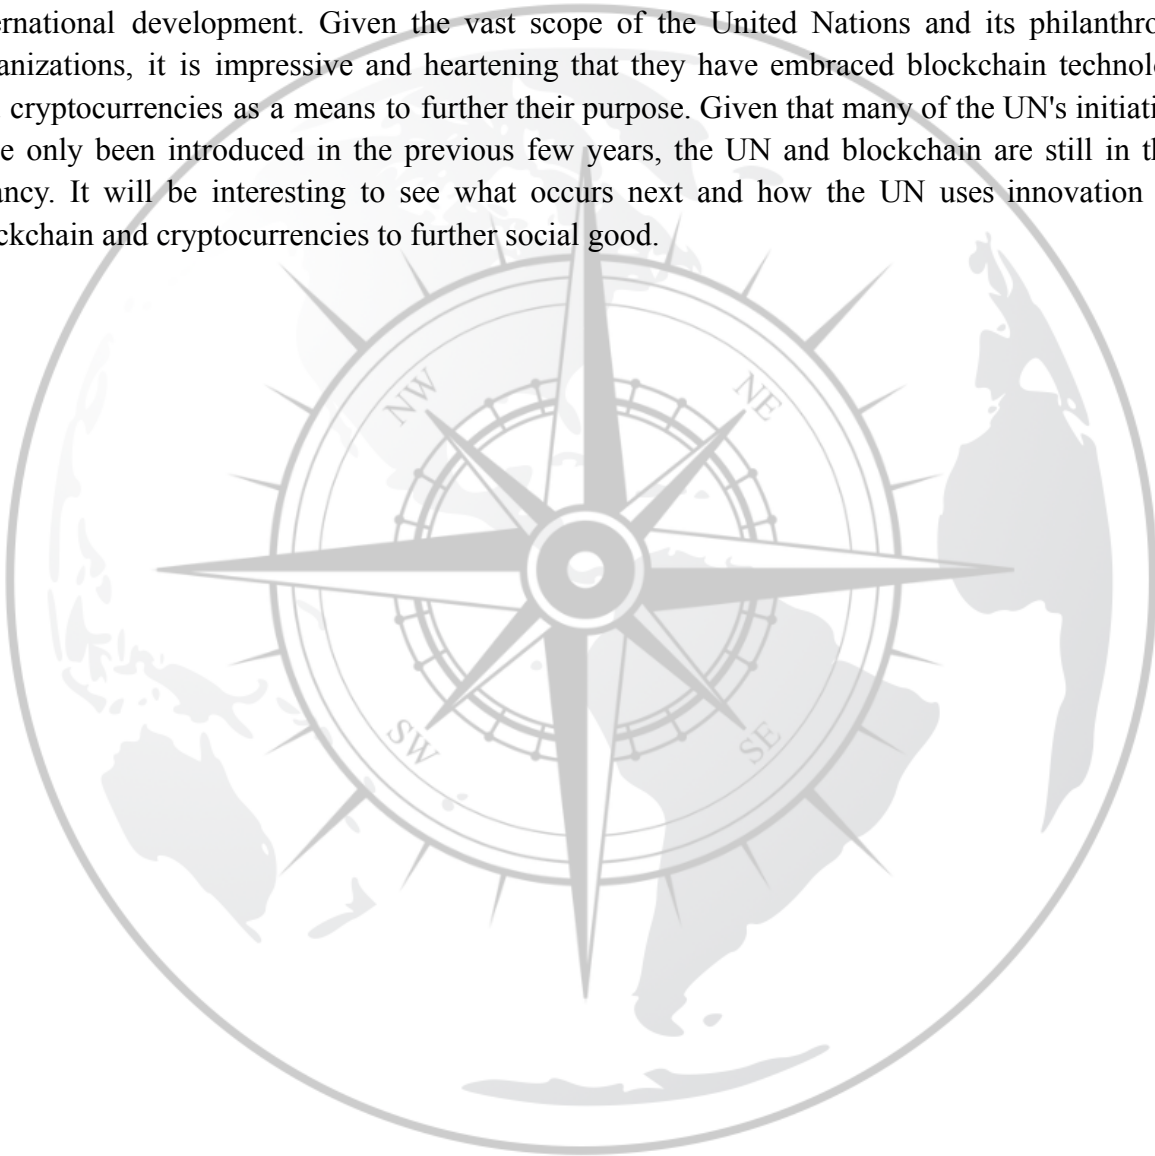 ernational development. Given the vast scope of the United Nations and its philanthro
anizations, it is impressive and heartening that they have embraced blockchain technol
cryptocurrencies as a means to further their purpose. Given that many of the UN's initiati
e only been introduced in the previous few years, the UN and blockchain are still in th
ancy. It will be interesting to see what occurs next and how the UN uses innovation
ckchain and cryptocurrencies to further social good.
NW NE
SW SE